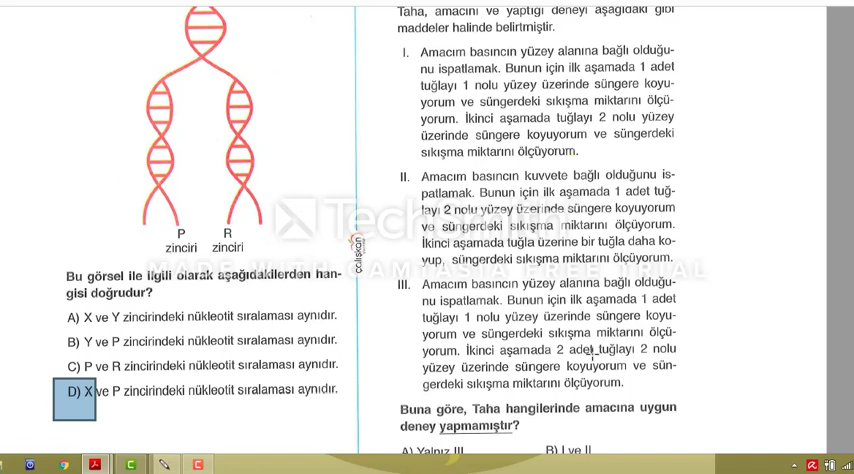 P
zinciri
R
zinciri
Bu görsel ile ilgili olarak aşağıdakilerden han-
gisi doğrudur?
A) X ve Y zincirindeki nükleotit sıralaması aynıdır.
B) Y ve P zincirindeki nükleotit sıralaması aynıdır.
C) P ve R zincirindeki nükleotit sıralaması aynıdır.
D) X ve P zincirindeki nükleotit sıralaması aynıdır.
çalışkan
Taha, amacını ve yaptığı deneyi aşağıdaki gibi
maddeler halinde belirtmiştir.
I. Amacım basıncın yüzey alanına bağlı olduğu-
nu ispatlamak. Bunun için ilk aşamada 1 adet
tuğlayı 1 nolu yüzey üzerinde süngere koyu-
yorum ve süngerdeki sıkışma miktarını ölçü-
yorum. İkinci aşamada tuğlayı 2 nolu yüzey
üzerinde süngere koyuyorum ve süngerdeki
sıkışma miktarını ölçüyorum.
II. Amacım basıncın kuvvete bağlı olduğunu is-
patlamak. Bunun için ilk aşamada 1 adet tuğ-
layı 2 nolu yüzey üzerinde süngere koyuyorum
ve süngerdeki sıkışma miktarını ölçüyorum.
İkinci aşamada tuğla üzerine bir tuğla daha ko-
yup, süngerdeki sıkışma miktarını ölçüyorum.
III. Amacım basıncın yüzey alanına bağlı olduğu-
nu ispatlamak. Bunun için ilk aşamada 1 adet
tuğlayı 1 nolu yüzey üzerinde süngere koyu-
yorum ve süngerdeki sıkışma miktarını ölçü-
yorum. İkinci aşamada 2 adet tuğlayı 2 nolu
yüzey üzerinde süngere koyuyorum ve sün-
gerdeki sıkışma miktarını ölçüyorum.
Buna göre, Taha hangilerinde amacına uygun
deney yapmamıştır?
A) Yalnız III
B) I ve II
TechSmith
MADE WITH CAMTASIA FREE TRIAL